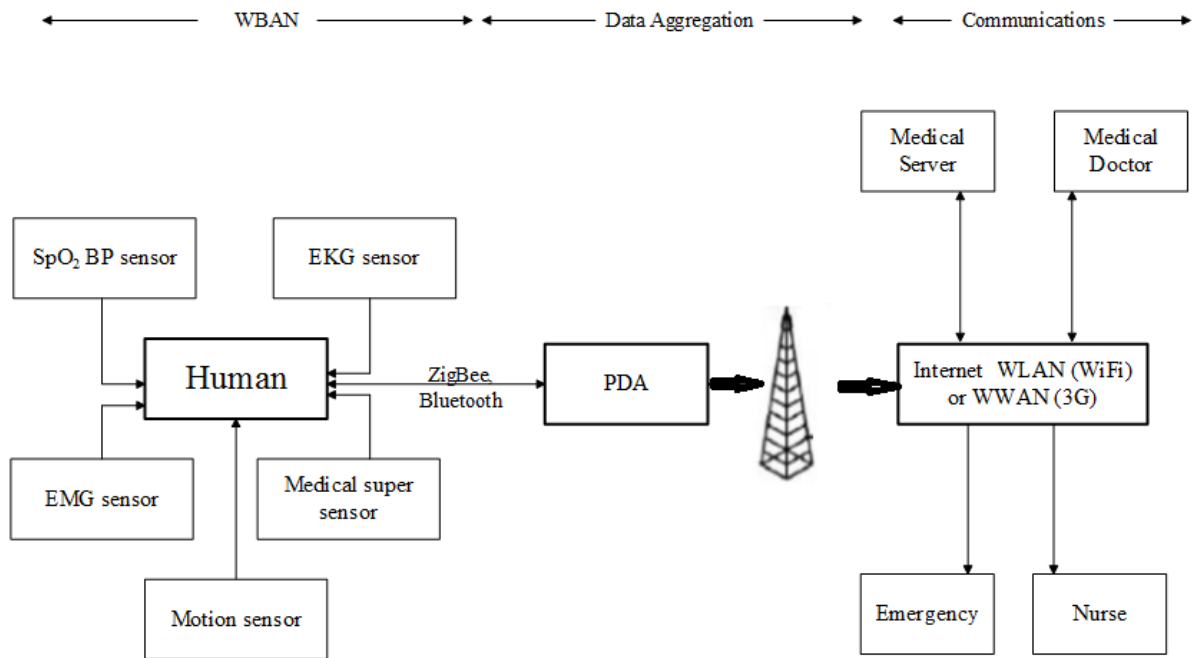 WBAN
Data Aggregation
Communications
Medical
Server
Medical
Doctor
SpO₂ BP sensor
EKG sensor
Human
ZigBee,
Bluetooth
PDA
Internet WLAN (WiFi)
or WWAN (3G)
EMG sensor
Medical super
sensor
Motion sensor
Emergency
Nurse